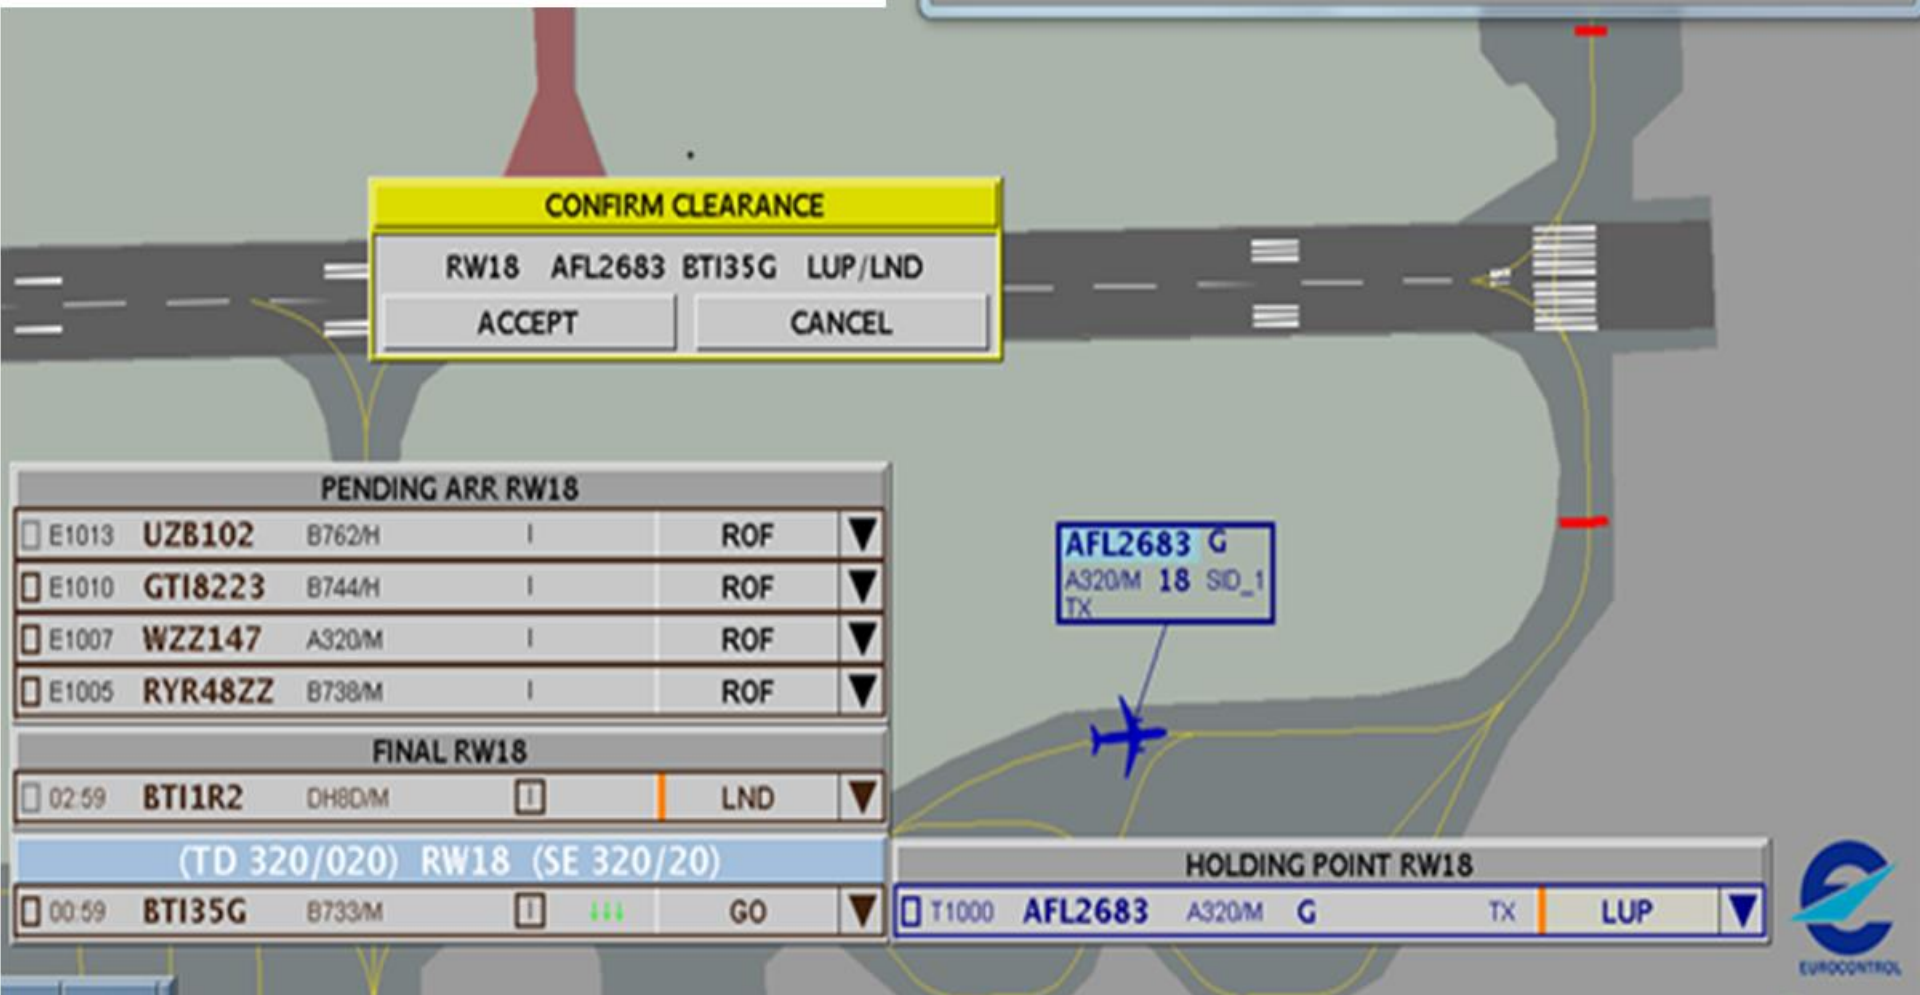 CONFIRM CLEARANCE
RW18 AFL2683 BTI35G LUP/LND
ACCEPT CANCEL
PENDING ARR RW18
E1013 UZB102 B762/H I ROF
E1010 GTI8223 B744/H I ROF
E1007 WZZ147 A320/M I ROF
E1005 RYR48ZZ B738/M I ROF
FINAL RW18
02:59 BTI1R2 DH8D/M I LND
(TD 320/020) RW18 (SE 320/20)
00:59 BTI35G B733/M I GO
AFL2683 G
A320/M 18 SID_1
TX
HOLDING POINT RW18
T1000 AFL2683 A320/M G TX LUP
EUROCONTROL